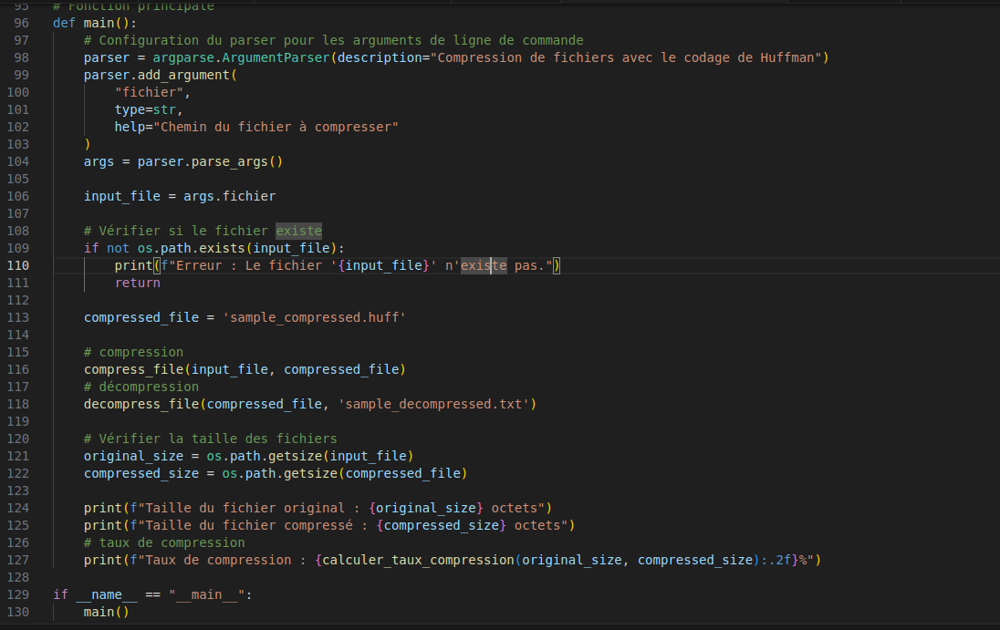 95 # Fonction principale
96 def main():
97 # Configuration du parser pour les arguments de ligne de commande
98 parser = argparse.ArgumentParser(description="Compression de fichiers avec le codage de Huffman")
99 parser.add_argument(
100 "fichier",
101 type=str,
102 help="Chemin du fichier à compresser"
103 )
104 args = parser.parse_args()
105
106 input_file = args.fichier
107
108 # Vérifier si le fichier existe
109 if not os.path.exists(input_file):
110 print(f"Erreur : Le fichier '{input_file}' n'existe pas.")
111 return
112
113 compressed_file = 'sample_compressed.huff'
114
115 # compression
116 compress_file(input_file, compressed_file)
117 # décompression
118 decompress_file(compressed_file, 'sample_decompressed.txt')
119
120 # Vérifier la taille des fichiers
121 original_size = os.path.getsize(input_file)
122 compressed_size = os.path.getsize(compressed_file)
123
124 print(f"Taille du fichier original : {original_size} octets")
125 print(f"Taille du fichier compressé : {compressed_size} octets")
126 # taux de compression
127 print(f"Taux de compression : {calculer_taux_compression(original_size, compressed_size):.2f}%")
128
129 if __name__ == "__main__":
130 main()